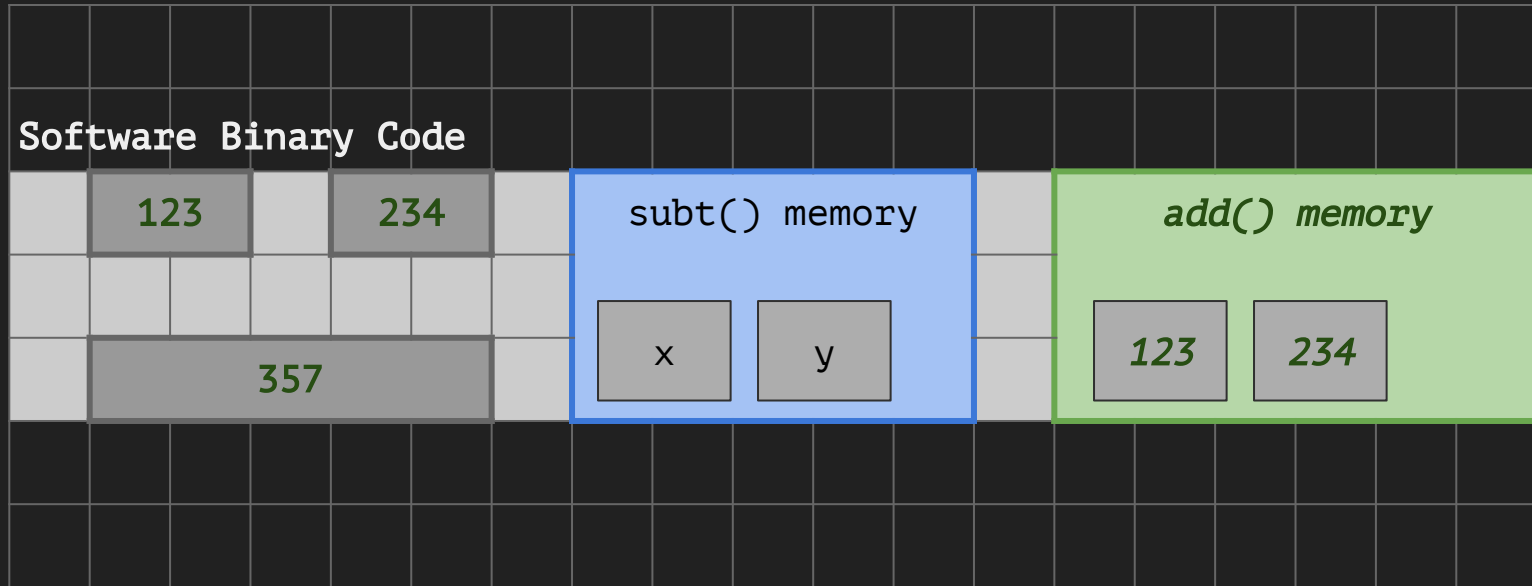 Software Binary Code
123 234 subt() memory add() memory
x y 123 234
357